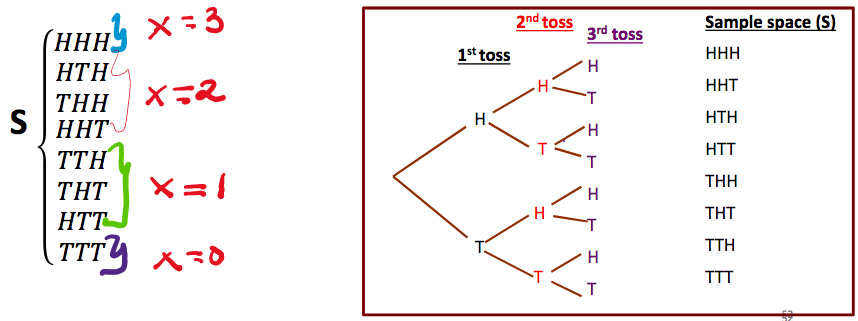 S
HHH x=3
HTH
THH x=2
HHT
TTH
THT x=1
HTT
TTT x=0
1st toss
2nd toss
3rd toss
Sample space (S)
H
T
H
T
H
T
H
T
H
T
H
T
H
T
HHH
HHT
HTH
HTT
THH
THT
TTH
TTT